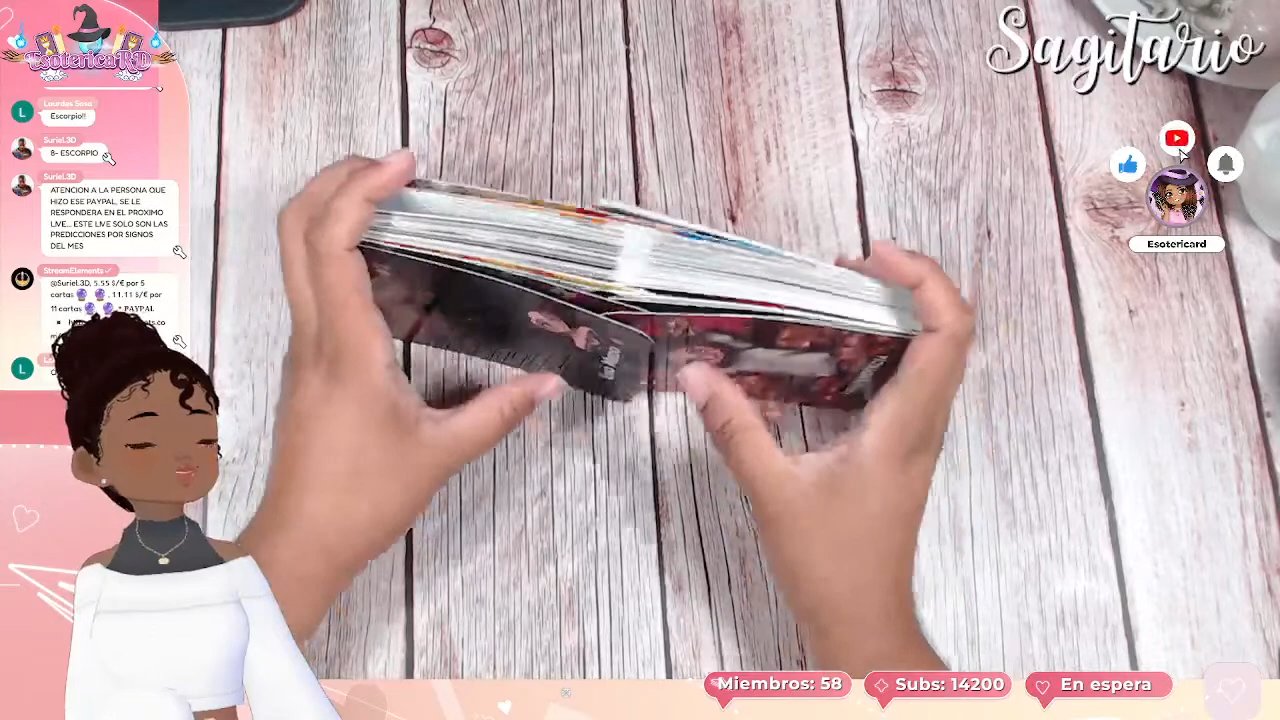 EsotericaRD
Sagitario
Lourdes Sosa
Escorpio!!
Suriel.3D
8- ESCORPIO
Suriel.3D
ATENCION A LA PERSONA QUE
HIZO ESE PAYPAL, SE LE
RESPONDERA EN EL PROXIMO
LIVE... ESTE LIVE SOLO SON LAS
PREDICCIONES POR SIGNOS
DEL MES
StreamElements
@Suriel.3D, 5.55 $/€ por 5
cartas , 11.11 $/€ por
11 cartas * PAYPAL
L
L
Esotericard
Miembros: 58
Subs: 14200
En espera